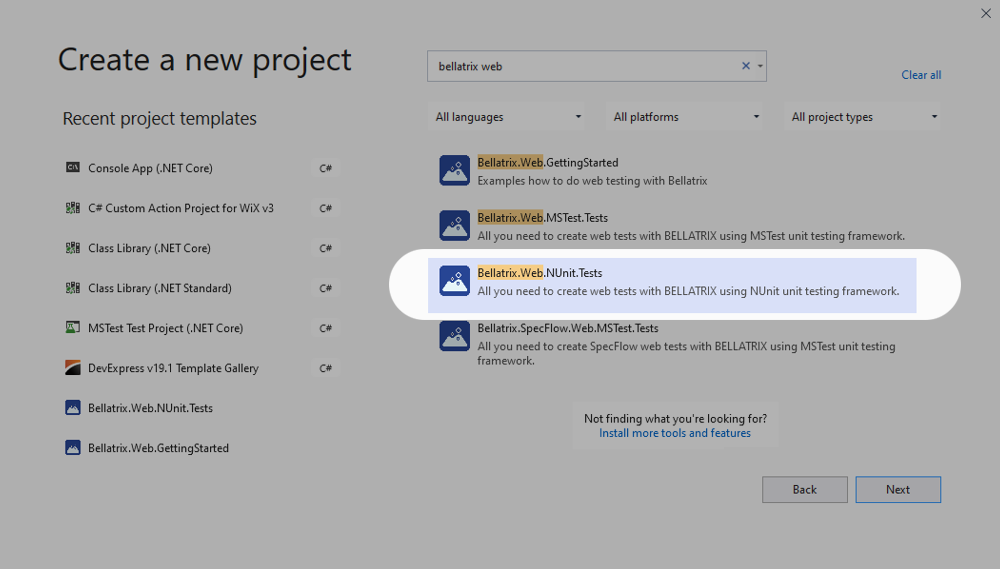 Create a new project
Recent project templates
Console App (.NET Core) C#
C# Custom Action Project for WiX v3 C#
Class Library (.NET Core) C#
Class Library (.NET Standard) C#
MSTest Test Project (.NET Core) C#
DevExpress v19.1 Template Gallery C#
Bellatrix.Web.NUnit.Tests
Bellatrix.Web.GettingStarted
bellatrix web
Clear all
All languages All platforms All project types
Bellatrix.Web.GettingStarted
Examples how to do web testing with Bellatrix
Bellatrix.Web.MSTest.Tests
All you need to create web tests with BELLATRIX using MSTest unit testing framework.
Bellatrix.Web.NUnit.Tests
All you need to create web tests with BELLATRIX using NUnit unit testing framework.
Bellatrix.SpecFlow.Web.MSTest.Tests
All you need to create SpecFlow web tests with BELLATRIX using MSTest unit testing
framework.
Not finding what you're looking for?
Install more tools and features
Back Next